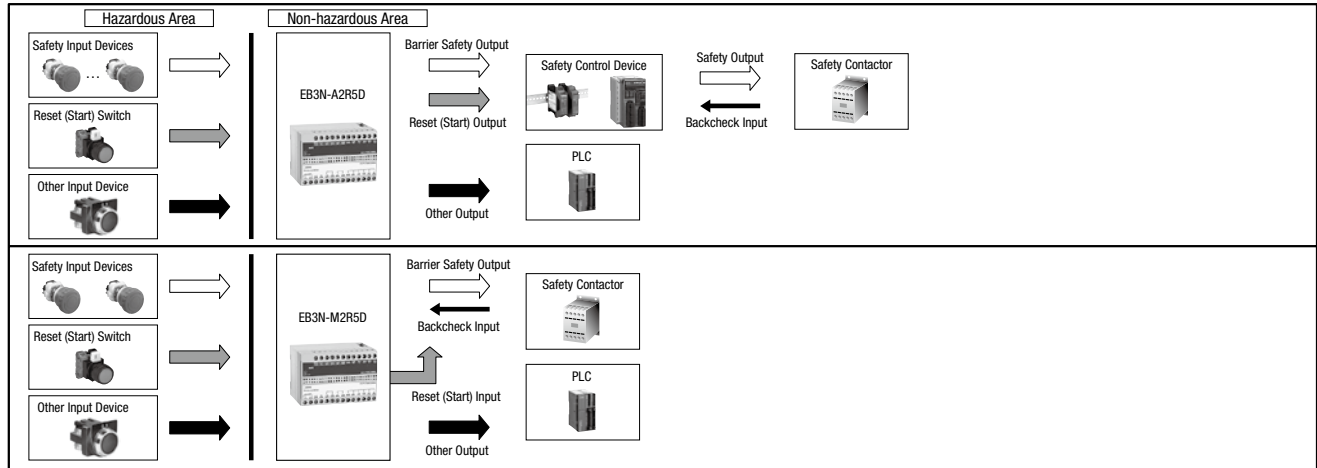 Hazardous Area
Non-hazardous Area
Safety Input Devices
...
Reset (Start) Switch
Other Input Device
EB3N-A2R5D
Barrier Safety Output
Reset (Start) Output
Other Output
Safety Control Device
PLC
Safety Output
Backcheck Input
Safety Contactor
Safety Input Devices
Reset (Start) Switch
Other Input Device
EB3N-M2R5D
Barrier Safety Output
Backcheck Input
Reset (Start) Input
Other Output
Safety Contactor
PLC